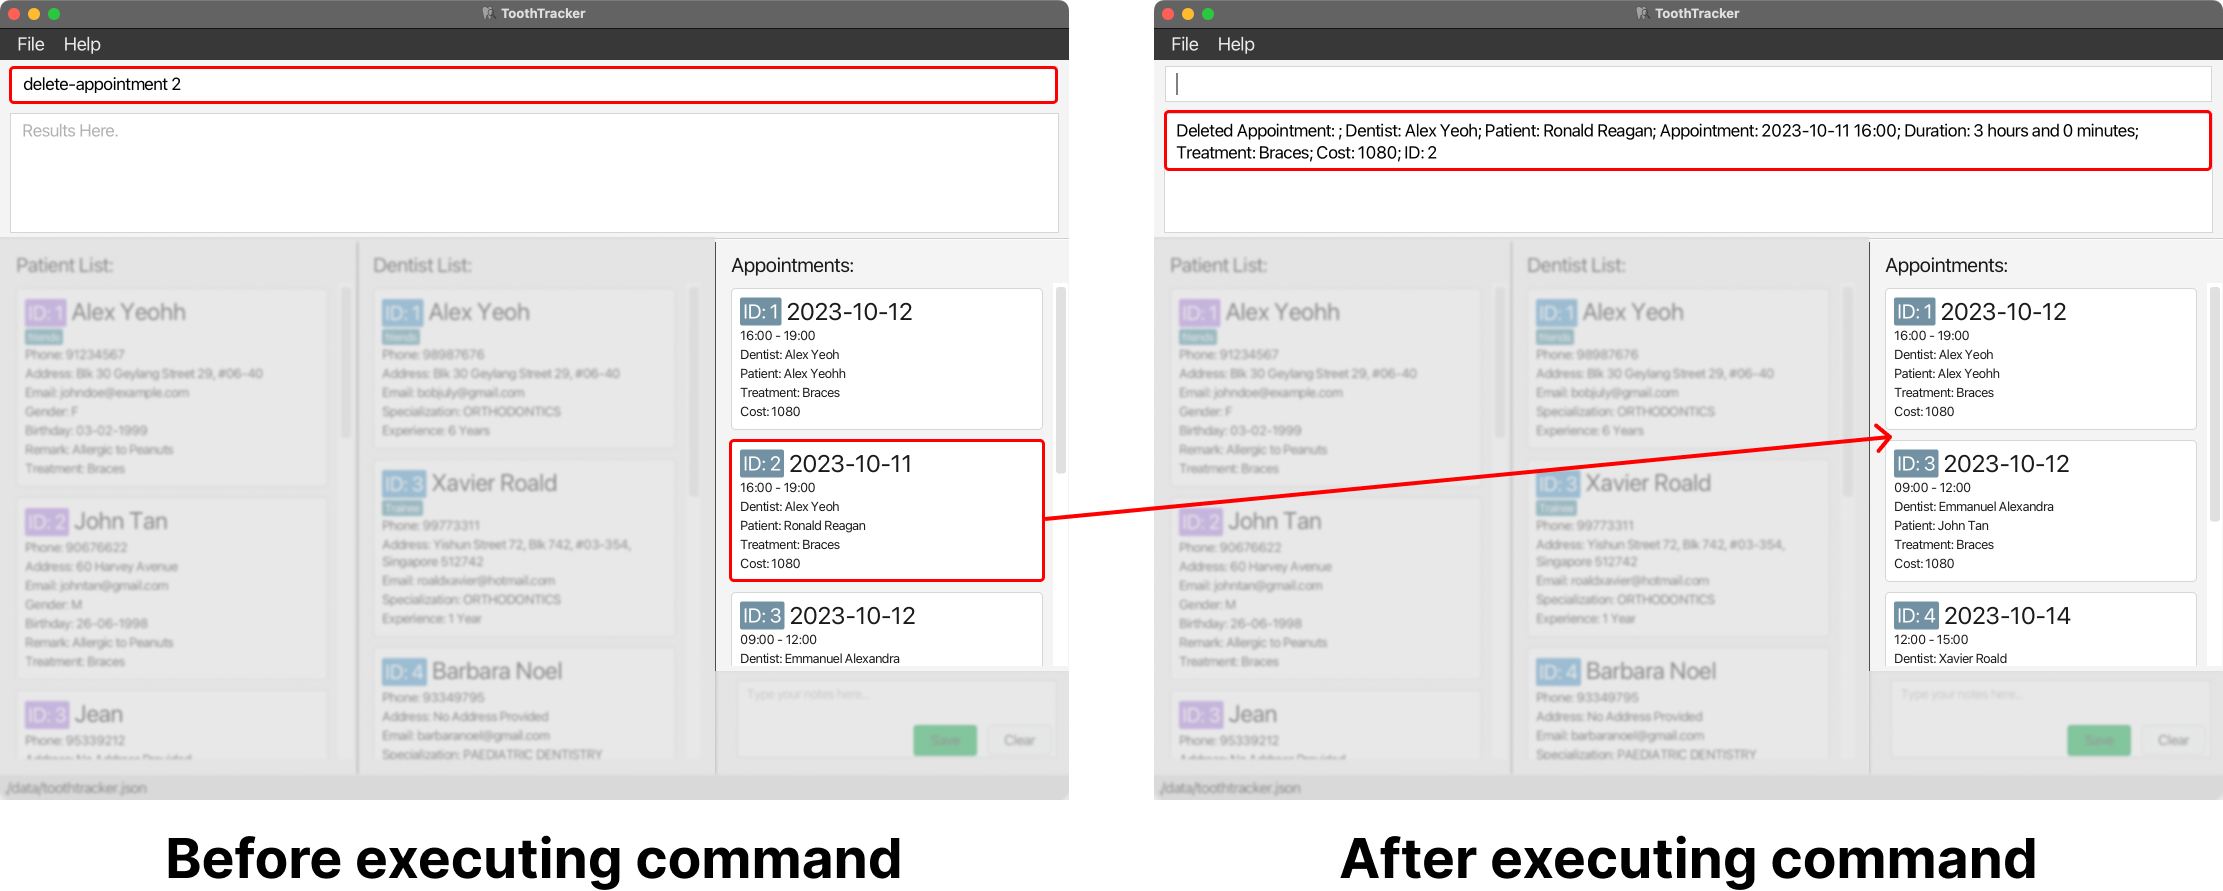 ToothTracker
File Help
delete-appointment 2
Results Here.
Patient List:
ID: 1 Alex Yeohh
friends
Phone: 91234567
Address: Blk 30 Geylang Street 29, #06-40
Email: johndoe@example.com
Gender: F
Birthday: 03-02-1999
Remark: Allergic to Peanuts
Treatment: Braces
ID: 2 John Tan
Phone: 90676622
Address: 60 Harvey Avenue
Email: johntan@gmail.com
Gender: M
Birthday: 26-06-1998
Remark: Allergic to Peanuts
Treatment: Braces
ID: 3 Jean
Phone: 95339212
Address: No Address Provided
Dentist List:
ID: 1 Alex Yeoh
friends
Phone: 98987676
Address: Blk 30 Geylang Street 29, #06-40
Email: bobjuly@gmail.com
Specialization: ORTHODONTICS
Experience: 6 Years
ID: 3 Xavier Roald
Trainee
Phone: 99773311
Address: Yishun Street 72, Blk 742, #03-354,
Singapore 512742
Email: roaldxavier@hotmail.com
Specialization: ORTHODONTICS
Experience: 1 Year
ID: 4 Barbara Noel
Phone: 93349795
Address: No Address Provided
Email: barbaranoel@gmail.com
Specialization: PAEDIATRIC DENTISTRY
Appointments:
ID: 1 2023-10-12
16:00 - 19:00
Dentist: Alex Yeoh
Patient: Alex Yeohh
Treatment: Braces
Cost: 1080
ID: 2 2023-10-11
16:00 - 19:00
Dentist: Alex Yeoh
Patient: Ronald Reagan
Treatment: Braces
Cost: 1080
ID: 3 2023-10-12
09:00 - 12:00
Dentist: Emmanuel Alexandra
Type your notes here...
Save Clear
./data/toothtracker.json
Before executing command
ToothTracker
File Help
Deleted Appointment: ; Dentist: Alex Yeoh; Patient: Ronald Reagan; Appointment: 2023-10-11 16:00; Duration: 3 hours and 0 minutes;
Treatment: Braces; Cost: 1080; ID: 2
Patient List:
ID: 1 Alex Yeohh
friends
Phone: 91234567
Address: Blk 30 Geylang Street 29, #06-40
Email: johndoe@example.com
Gender: F
Birthday: 03-02-1999
Remark: Allergic to Peanuts
Treatment: Braces
ID: 2 John Tan
Phone: 90676622
Address: 60 Harvey Avenue
Email: johntan@gmail.com
Gender: M
Birthday: 26-06-1998
Remark: Allergic to Peanuts
Treatment: Braces
ID: 3 Jean
Phone: 95339212
Address: No Address Provided
Dentist List:
ID: 1 Alex Yeoh
friends
Phone: 98987676
Address: Blk 30 Geylang Street 29, #06-40
Email: bobjuly@gmail.com
Specialization: ORTHODONTICS
Experience: 6 Years
ID: 3 Xavier Roald
Trainee
Phone: 99773311
Address: Yishun Street 72, Blk 742, #03-354,
Singapore 512742
Email: roaldxavier@hotmail.com
Specialization: ORTHODONTICS
Experience: 1 Year
ID: 4 Barbara Noel
Phone: 93349795
Address: No Address Provided
Email: barbaranoel@gmail.com
Specialization: PAEDIATRIC DENTISTRY
Appointments:
ID: 1 2023-10-12
16:00 - 19:00
Dentist: Alex Yeoh
Patient: Alex Yeohh
Treatment: Braces
Cost: 1080
ID: 3 2023-10-12
09:00 - 12:00
Dentist: Emmanuel Alexandra
Patient: John Tan
Treatment: Braces
Cost: 1080
ID: 4 2023-10-14
12:00 - 15:00
Dentist: Xavier Roald
Type your notes here...
Save Clear
./data/toothtracker.json
After executing command